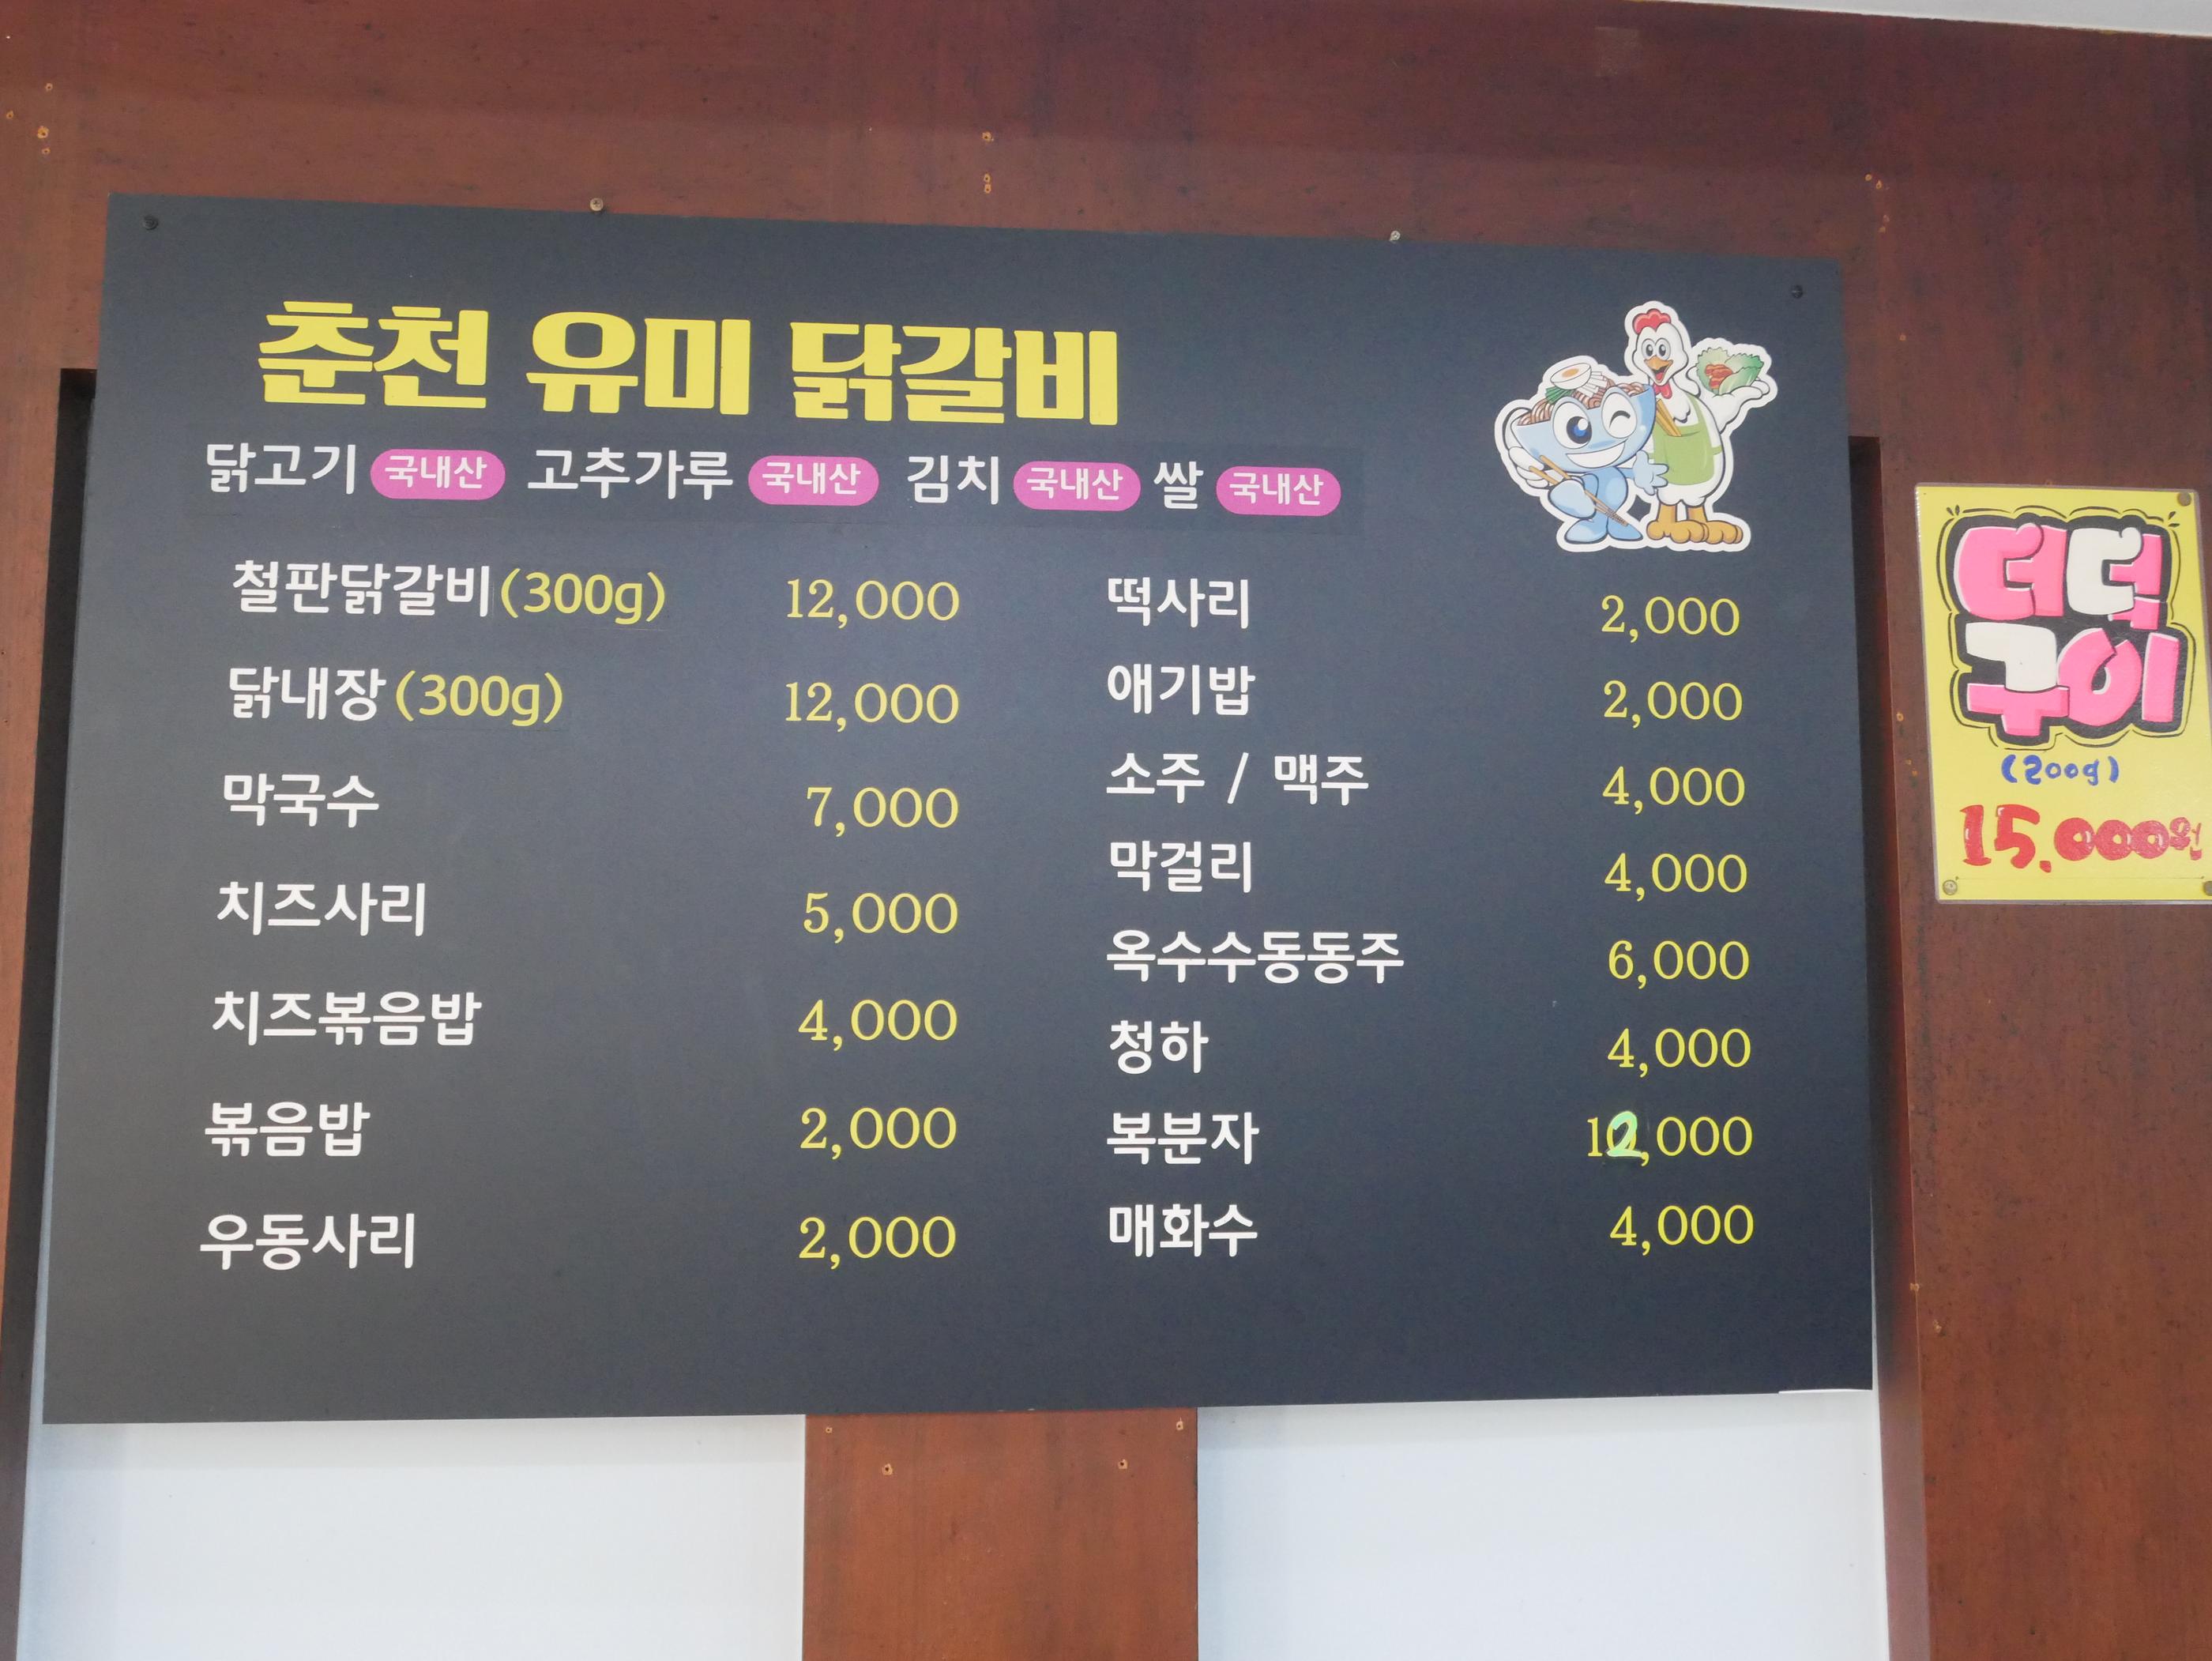 춘천 유미 닭갈비
닭고기 국내산 고추가루 국내산 김치 국내산 쌀 국내산
철판닭갈비(300g) 12,000
닭내장(300g) 12,000
막국수 7,000
치즈사리 5,000
치즈볶음밥 4,000
볶음밥 2,000
우동사리 2,000
떡사리 2,000
애기밥 2,000
소주 / 맥주 4,000
막걸리 4,000
옥수수동동주 6,000
청하 4,000
복분자 12,000
매화수 4,000
더덕
구이
(200g)
15.000원